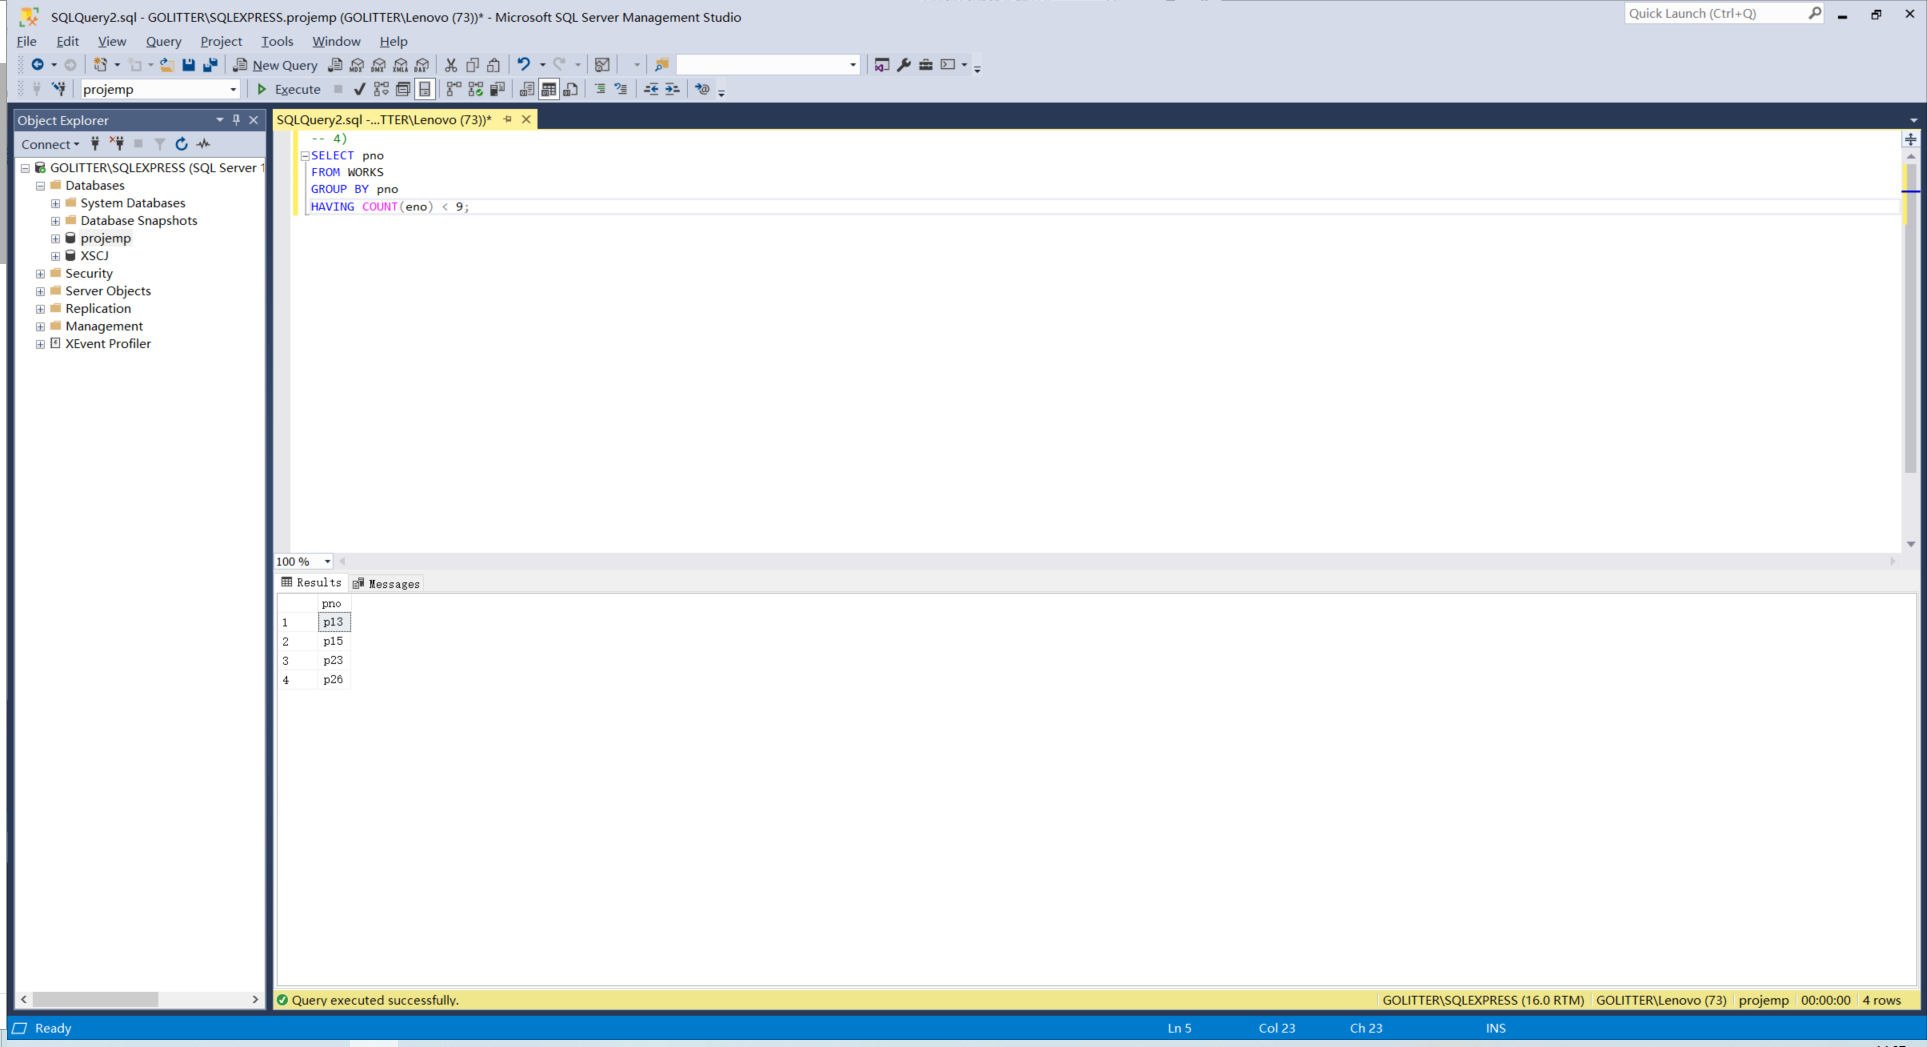 SQLQuery2.sql - GOLITTER\SQLEXPRESS.projemp (GOLITTER\Lenovo (73))* - Microsoft SQL Server Management Studio
Quick Launch (Ctrl+Q)
File Edit View Query Project Tools Window Help
New Query MDX DMX XMLA DAX
projemp Execute
Object Explorer
SQLQuery2.sql -...TTER\Lenovo (73))*
Connect
GOLITTER\SQLEXPRESS (SQL Server 1
Databases
System Databases
Database Snapshots
projemp
XSCJ
Security
Server Objects
Replication
Management
XEvent Profiler
-- 4)
SELECT pno
FROM WORKS
GROUP BY pno
HAVING COUNT(eno) < 9;
100 %
Results Messages
pno
1 p13
2 p15
3 p23
4 p26
Query executed successfully.
GOLITTER\SQLEXPRESS (16.0 RTM) GOLITTER\Lenovo (73) projemp 00:00:00 4 rows
Ready Ln 5 Col 23 Ch 23 INS